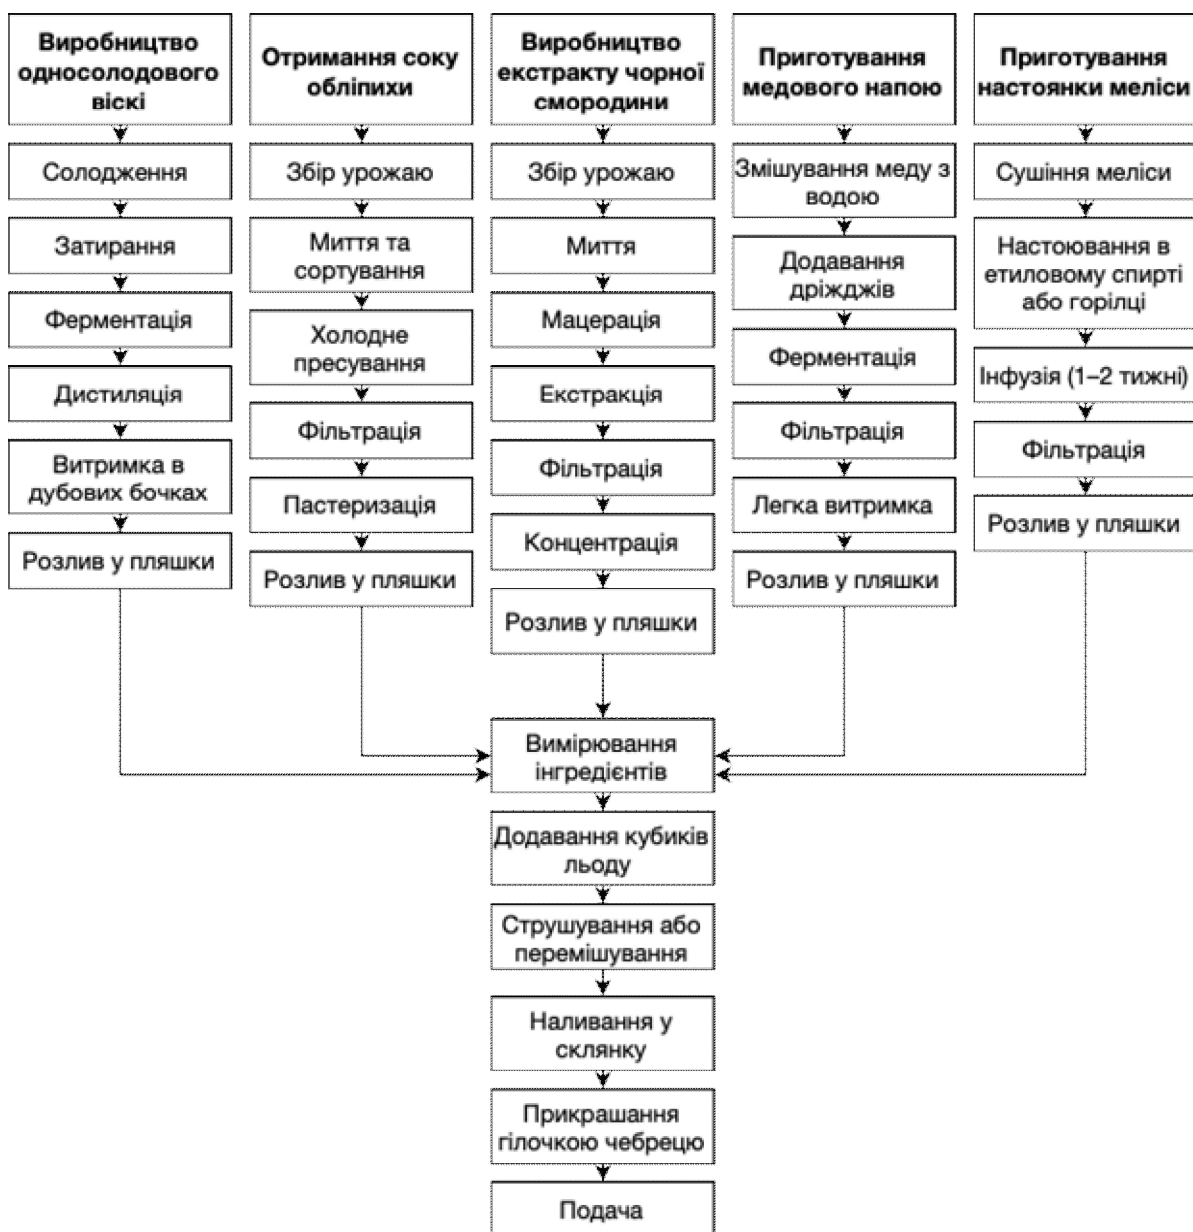 Виробництво
односолодового
віскі
Солодження
Затирання
Ферментація
Дистиляція
Витримка в
дубових бочках
Розлив у пляшки
Отримання соку
обліпихи
Збір урожаю
Миття та
сортування
Холодне
пресування
Фільтрація
Пастеризація
Розлив у пляшки
Виробництво
екстракту чорної
смородини
Збір урожаю
Миття
Мацерація
Екстракція
Фільтрація
Концентрація
Розлив у пляшки
Приготування
медового напою
Змішування меду з
водою
Додавання
дріжджів
Ферментація
Фільтрація
Легка витримка
Розлив у пляшки
Приготування
настоянки меліси
Сушіння меліси
Настоювання в
етиловому спирті
або горілці
Інфузія (1–2 тижні)
Фільтрація
Розлив у пляшки
Вимірювання
інгредієнтів
Додавання кубиків
льоду
Струшування або
перемішування
Наливання у
склянку
Прикрашання
гілочкою чебрецю
Подача